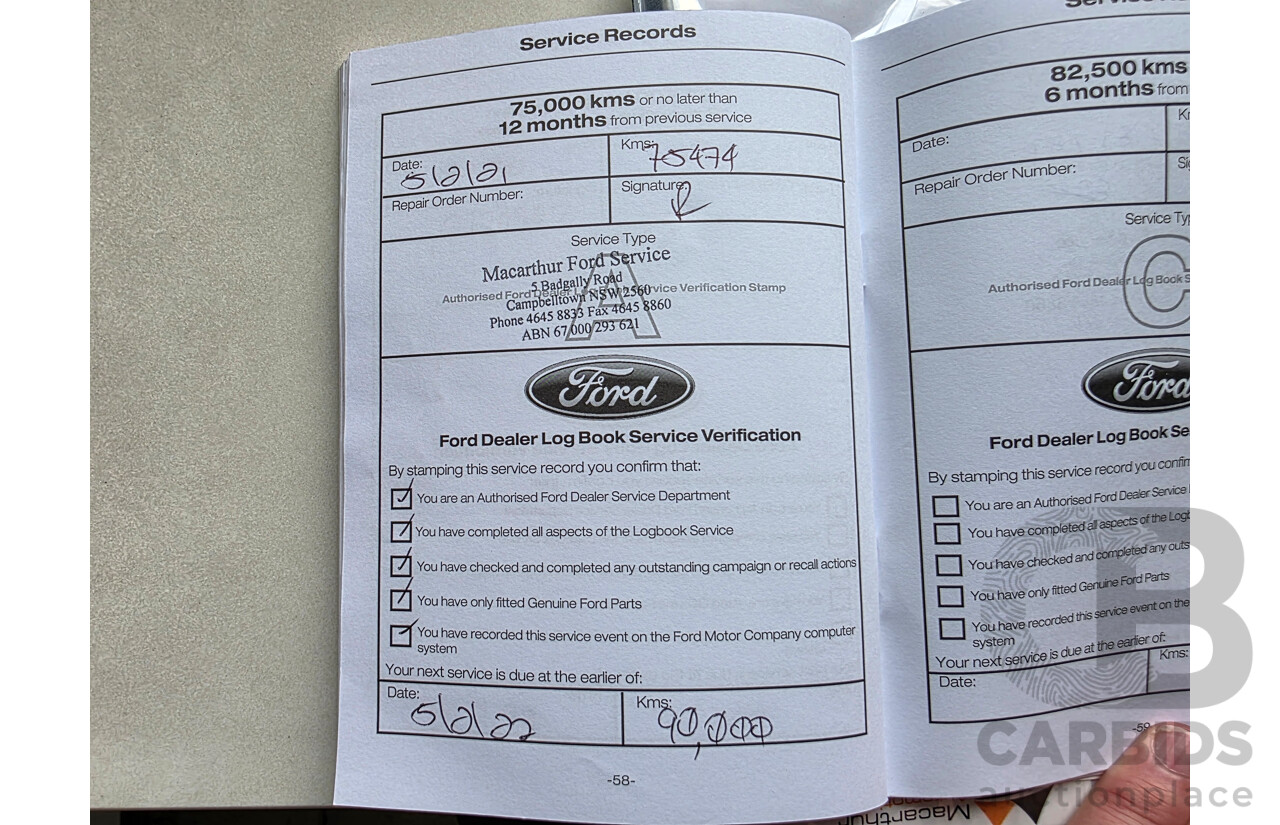 Service Records
75,000 kms or no later than
12 months from previous service
Date:
5/2/21
Kms:
75474
Repair Order Number:
Signature:
Service Type
Macarthur Ford Service
5 Badgally Road
Campbelltown NSW 2560
Phone 4645 8833 Fax 4645 8860
ABN 67 000 293 621
A
Authorised Ford Dealer Log Book Service Verification Stamp
Ford
Ford Dealer Log Book Service Verification
By stamping this service record you confirm that:
You are an Authorised Ford Dealer Service Department
You have completed all aspects of the Logbook Service
You have checked and completed any outstanding campaign or recall actions
You have only fitted Genuine Ford Parts
You have recorded this service event on the Ford Motor Company computer
system
Your next service is due at the earlier of:
Date:
5/2/22
Kms:
90,000
-58-
82,500 kms
6 months from
Date:
Repair Order Number:
Service Ty
C
Authorised Ford Dealer Log Book S
Ford
Ford Dealer Log Book Se
By stamping this service record you confirm
You are an Authorised Ford Dealer Service
You have completed all aspects of the Logb
You have checked and completed any outs
You have only fitted Genuine Ford Parts
You have recorded this service event on the
system
Your next service is due at the earlier of:
Date:
Kms:
-59
Macarthur
CARBIDS
auctionplace